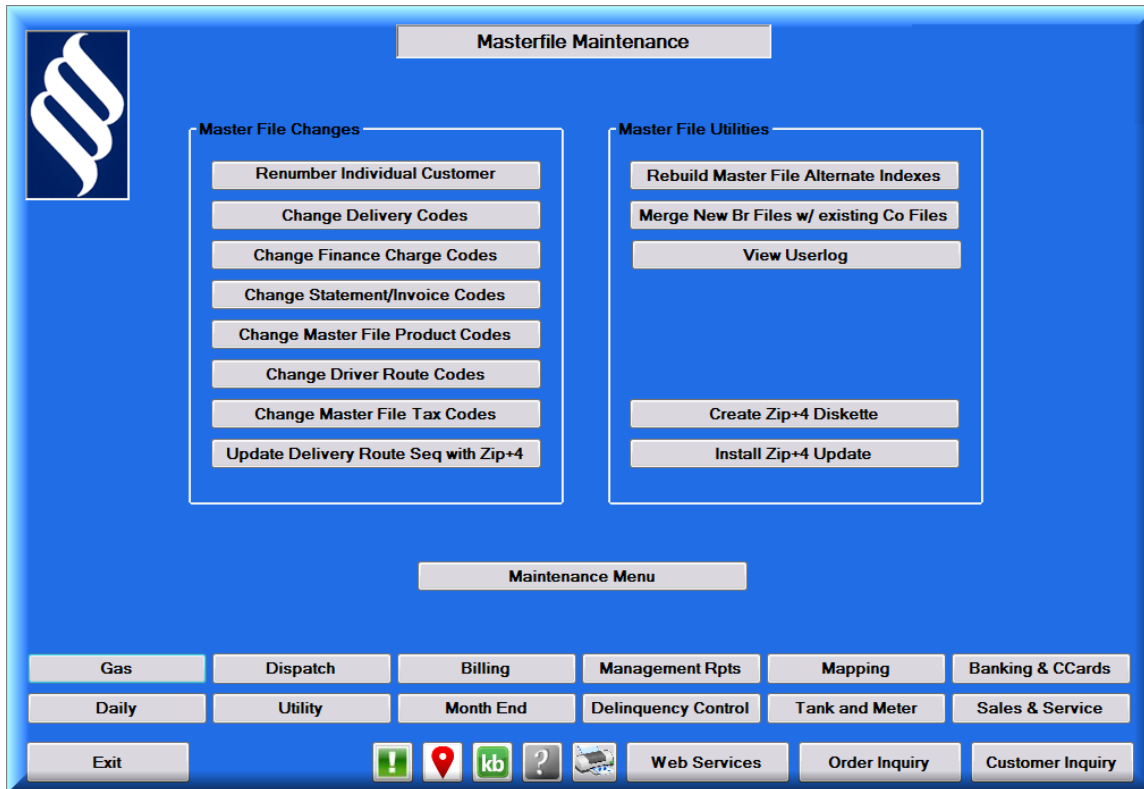 Masterfile Maintenance
Master File Changes
Renumber Individual Customer
Change Delivery Codes
Change Finance Charge Codes
Change Statement/Invoice Codes
Change Master File Product Codes
Change Driver Route Codes
Change Master File Tax Codes
Update Delivery Route Seq with Zip+4
Master File Utilities
Rebuild Master File Alternate Indexes
Merge New Br Files w/ existing Co Files
View Userlog
Create Zip+4 Diskette
Install Zip+4 Update
Maintenance Menu
Gas Dispatch Billing Management Rpts Mapping Banking & CCards
Daily Utility Month End Delinquency Control Tank and Meter Sales & Service
Exit ! kb ? Web Services Order Inquiry Customer Inquiry